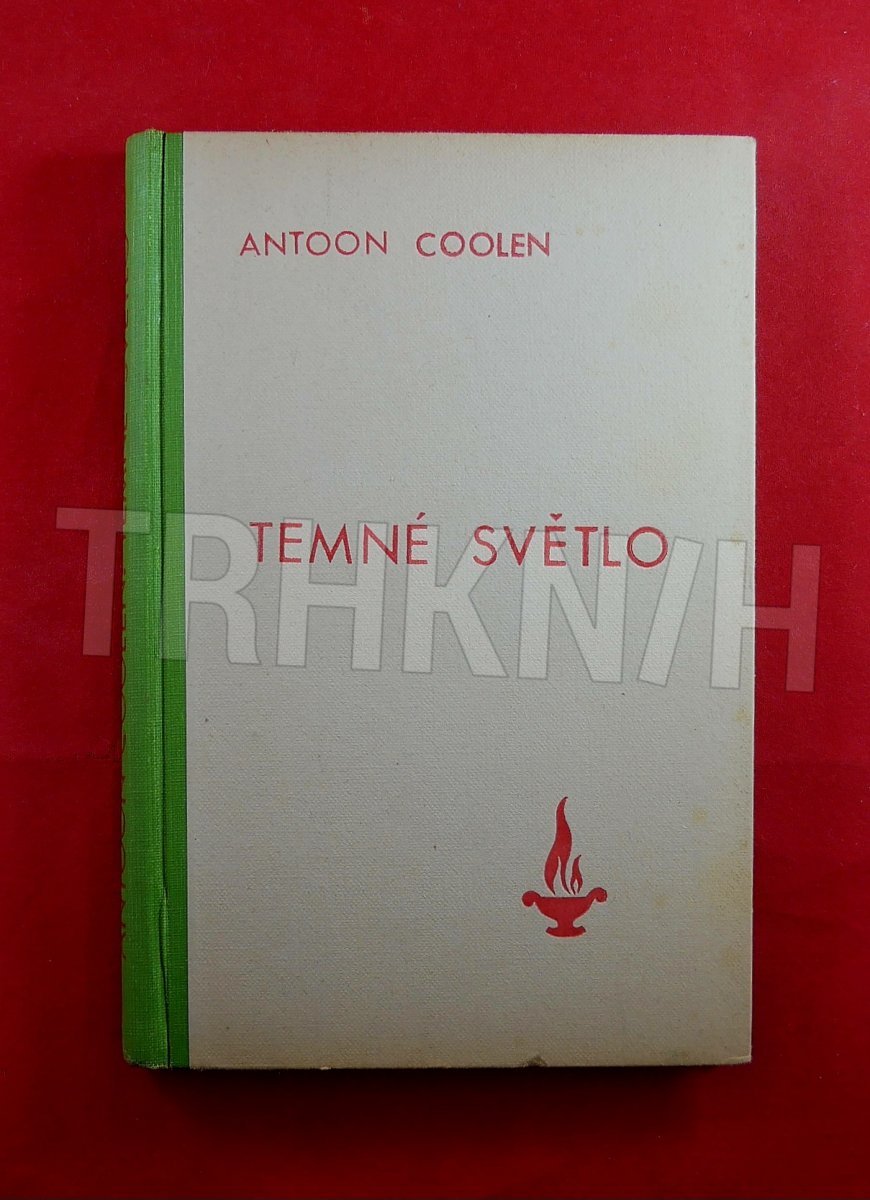 ANTOON COOLEN
TEMNÉ SVĚTLO
TRHKNIH